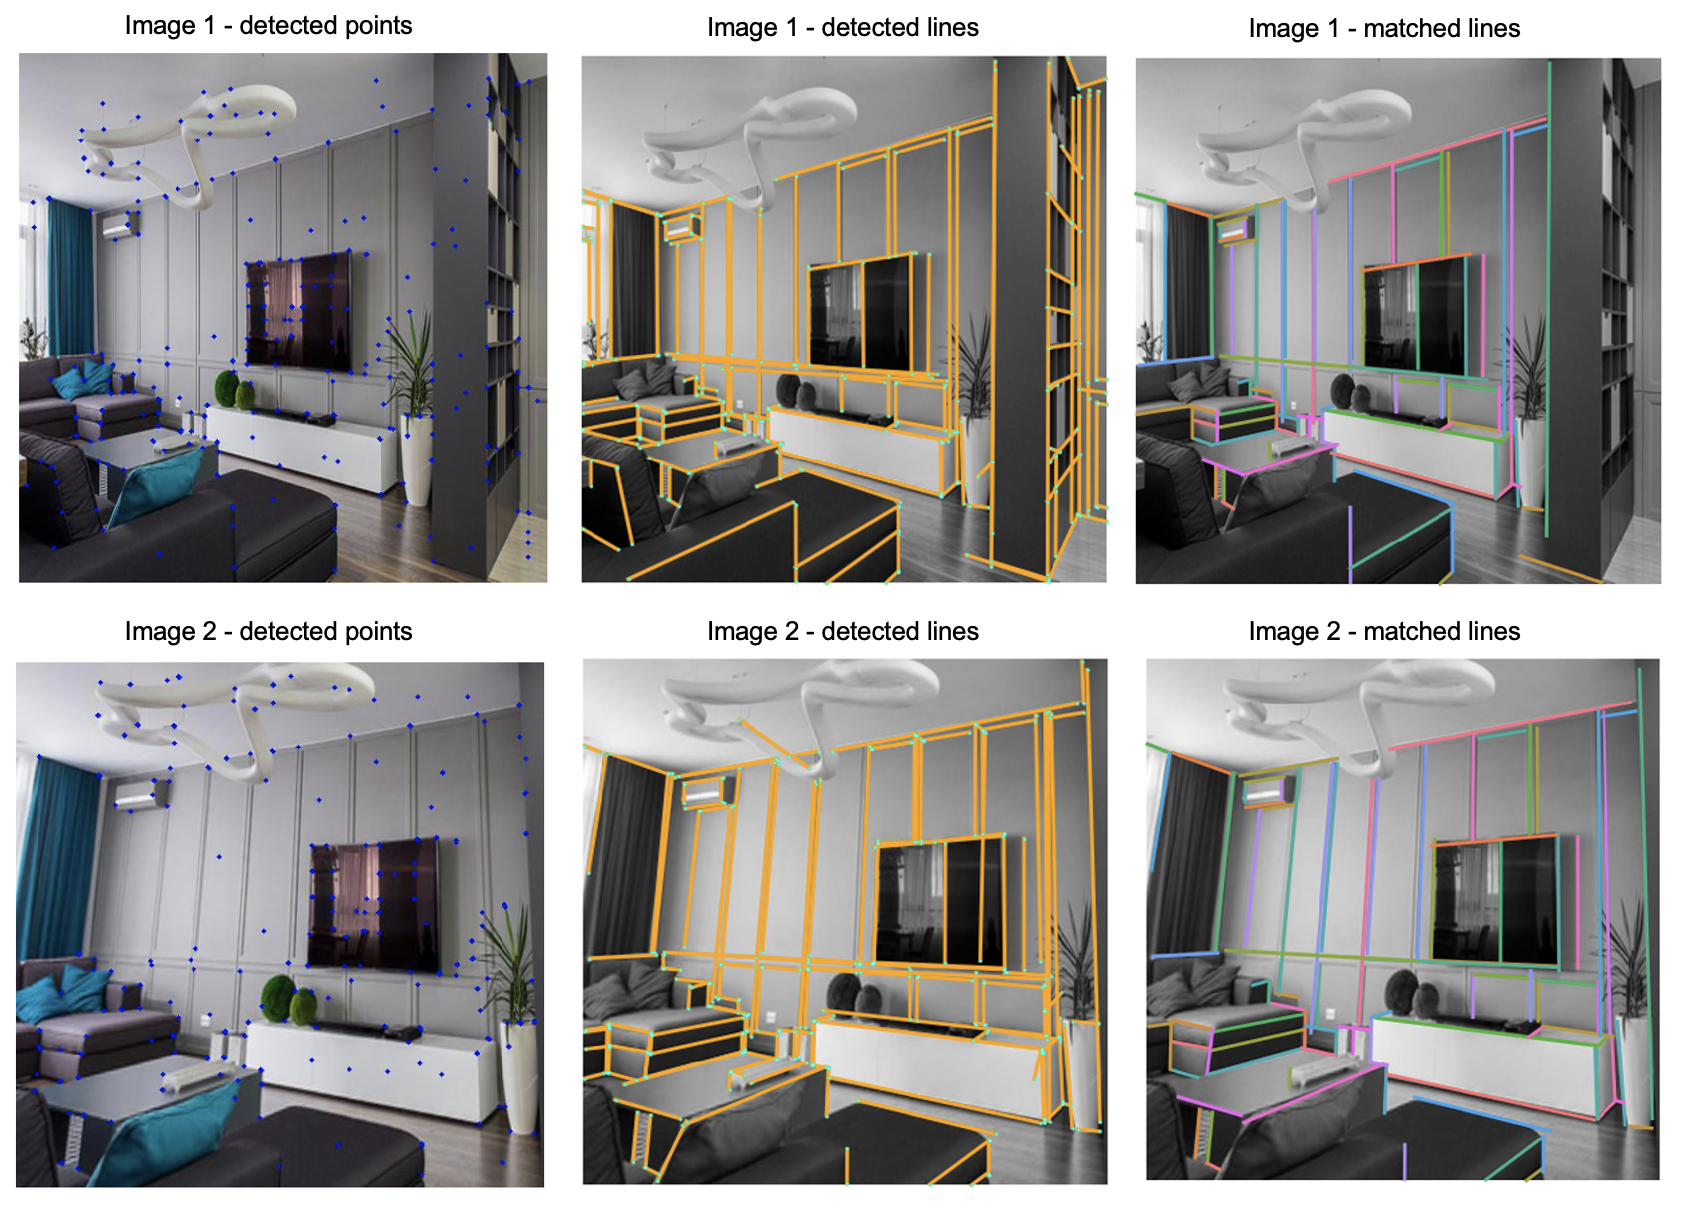 Image 1 - detected points
Image 1 - detected lines
Image 1 - matched lines
Image 2 - detected points
Image 2 - detected lines
Image 2 - matched lines